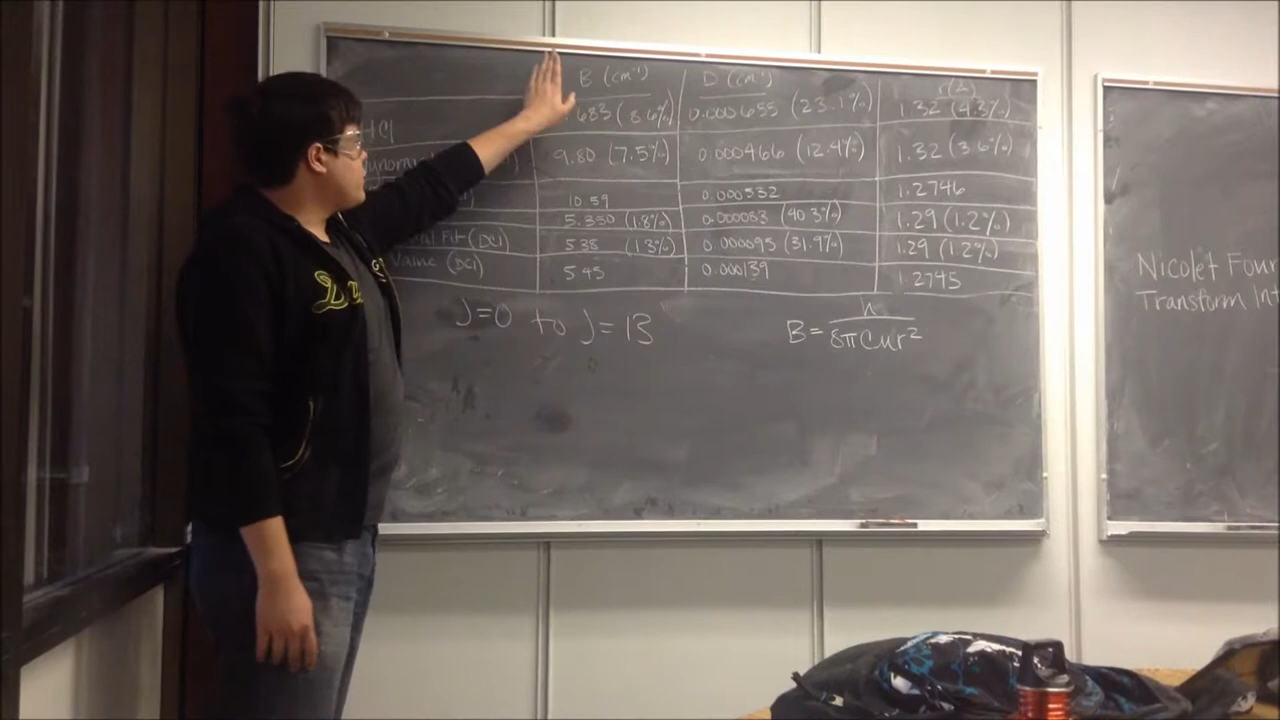 B (cm⁻¹) D (cm⁻¹) r(Å)
HCl 683 (8.6%) 0.000655 (23.1%) 1.32 (4.3%)
9.80 (7.5%) 0.000466 (12.4%) 1.32 (3.6%)
10.59 0.000532 1.2746
5.350 (1.8%) 0.000083 (40.3%) 1.29 (1.2%)
Fit (DCl) 5.38 (1.3%) 0.000095 (31.9%) 1.29 (1.2%)
Value (DCl) 5.45 0.000139 1.2745
J=0 to J=13
B = h
8πcμr²
Nicolet Four
Transform Int